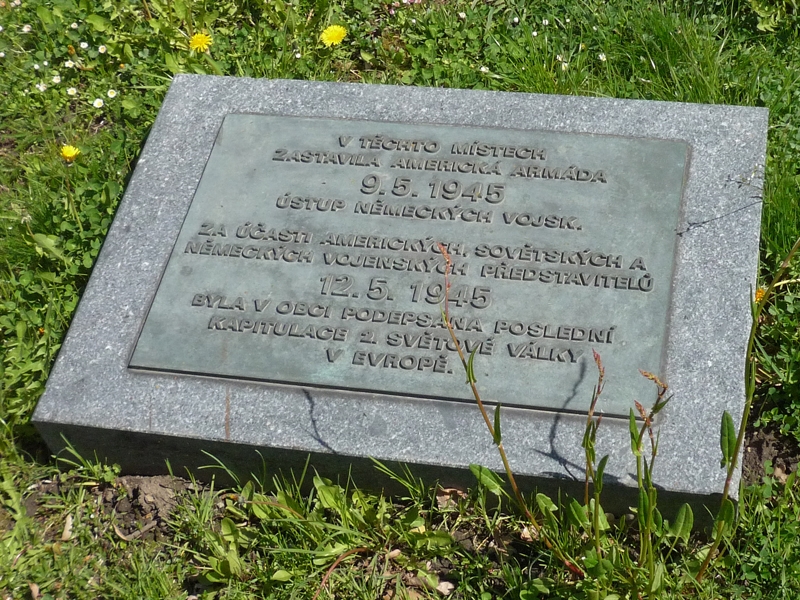 V TĚCHTO MÍSTECH
ZASTAVILA AMERICKÁ ARMÁDA
9. 5. 1945
ÚSTUP NĚMECKÝCH VOJSK.
ZA ÚČASTI AMERICKÝCH, SOVĚTSKÝCH A
NĚMECKÝCH VOJENSKÝCH PŘEDSTAVITELŮ
12. 5. 1945
BYLA V OBCI PODEPSÁNA POSLEDNÍ
KAPITULACE 2. SVĚTOVÉ VÁLKY
V EVROPĚ.